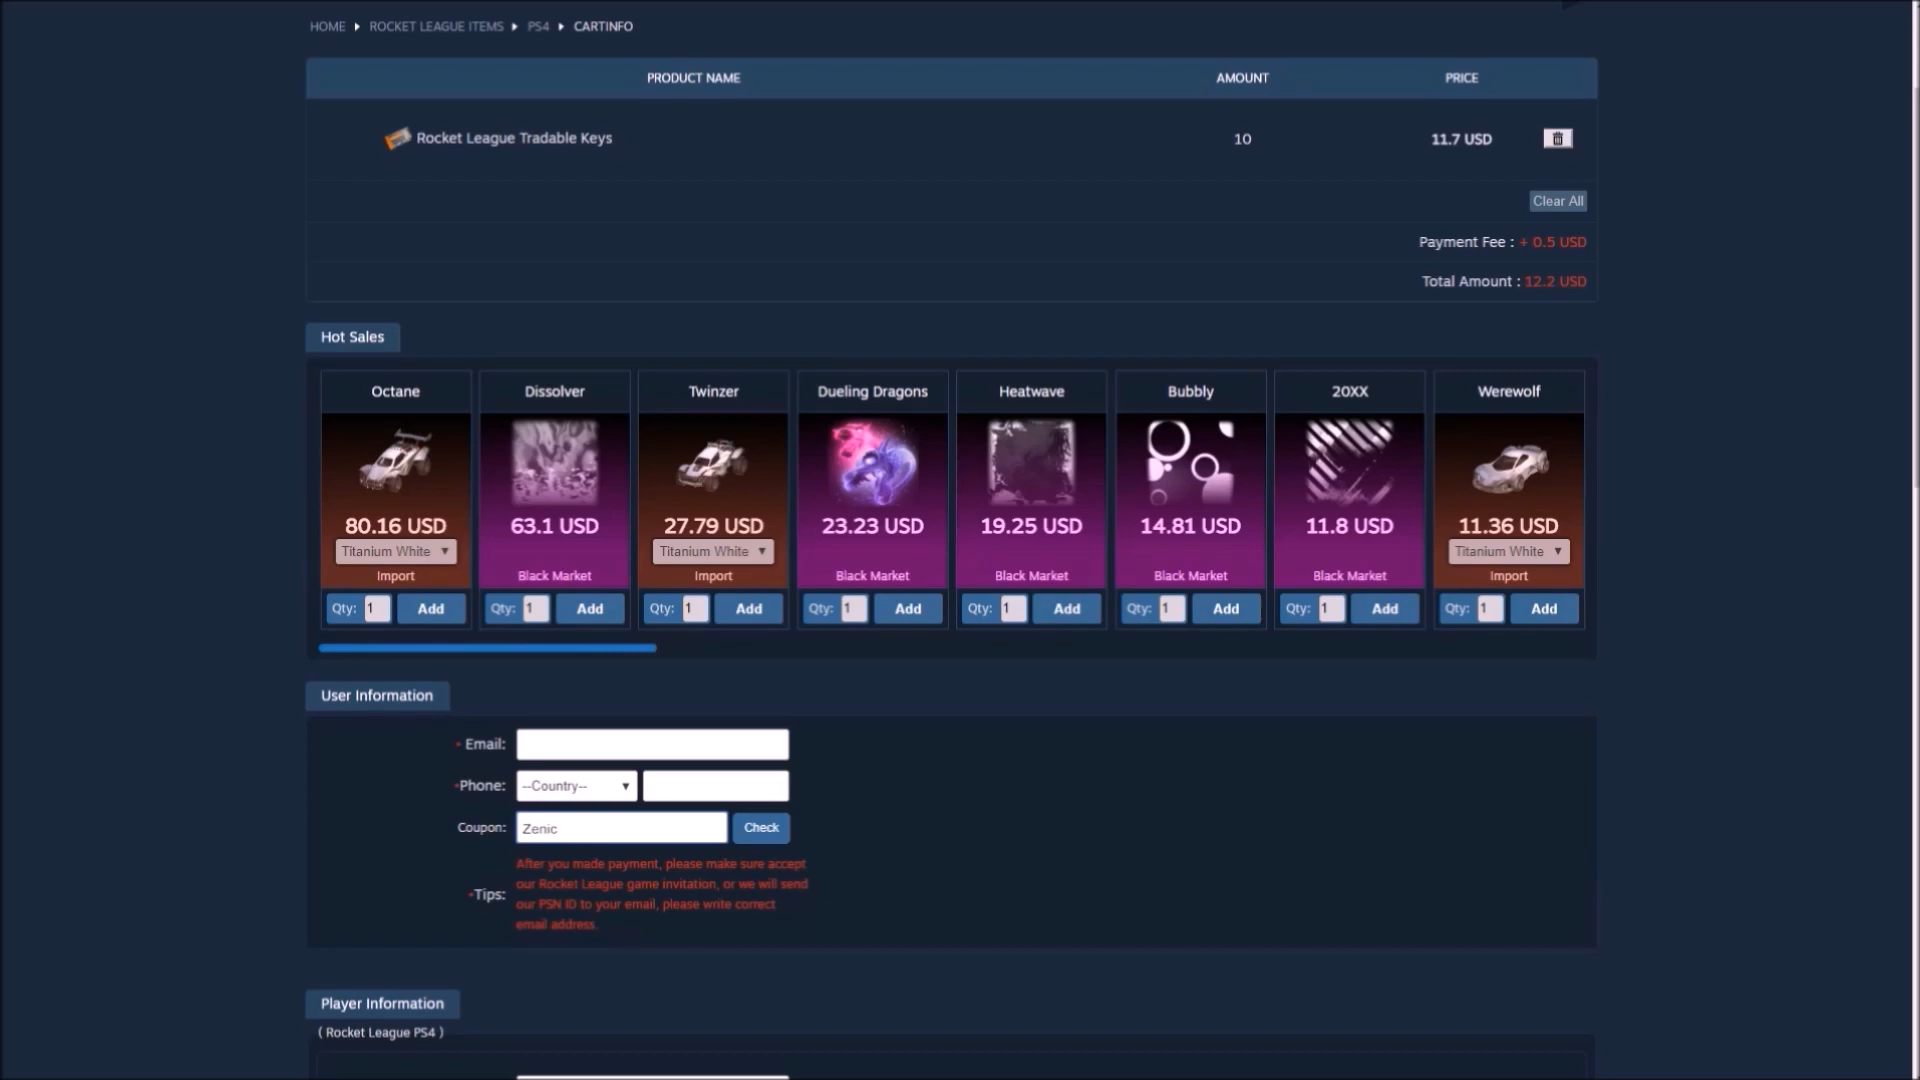 HOME ▸ ROCKET LEAGUE ITEMS ▸ PS4 ▸ CARTINFO
PRODUCT NAME AMOUNT PRICE
Rocket League Tradable Keys 10 11.7 USD
Clear All
Payment Fee : + 0.5 USD
Total Amount : 12.2 USD
Hot Sales
Octane Dissolver Twinzer Dueling Dragons Heatwave Bubbly 20XX Werewolf
80.16 USD 63.1 USD 27.79 USD 23.23 USD 19.25 USD 14.81 USD 11.8 USD 11.36 USD
Titanium White Titanium White Titanium White
Import Black Market Import Black Market Black Market Black Market Black Market Import
Qty: 1 Add Qty: 1 Add Qty: 1 Add Qty: 1 Add Qty: 1 Add Qty: 1 Add Qty: 1 Add Qty: 1 Add
User Information
* Email:
*Phone: --Country--
Coupon: Zenic Check
*Tips: After you made payment, please make sure accept
our Rocket League game invitation, or we will send
our PSN ID to your email, please write correct
email address.
Player Information
( Rocket League PS4 )